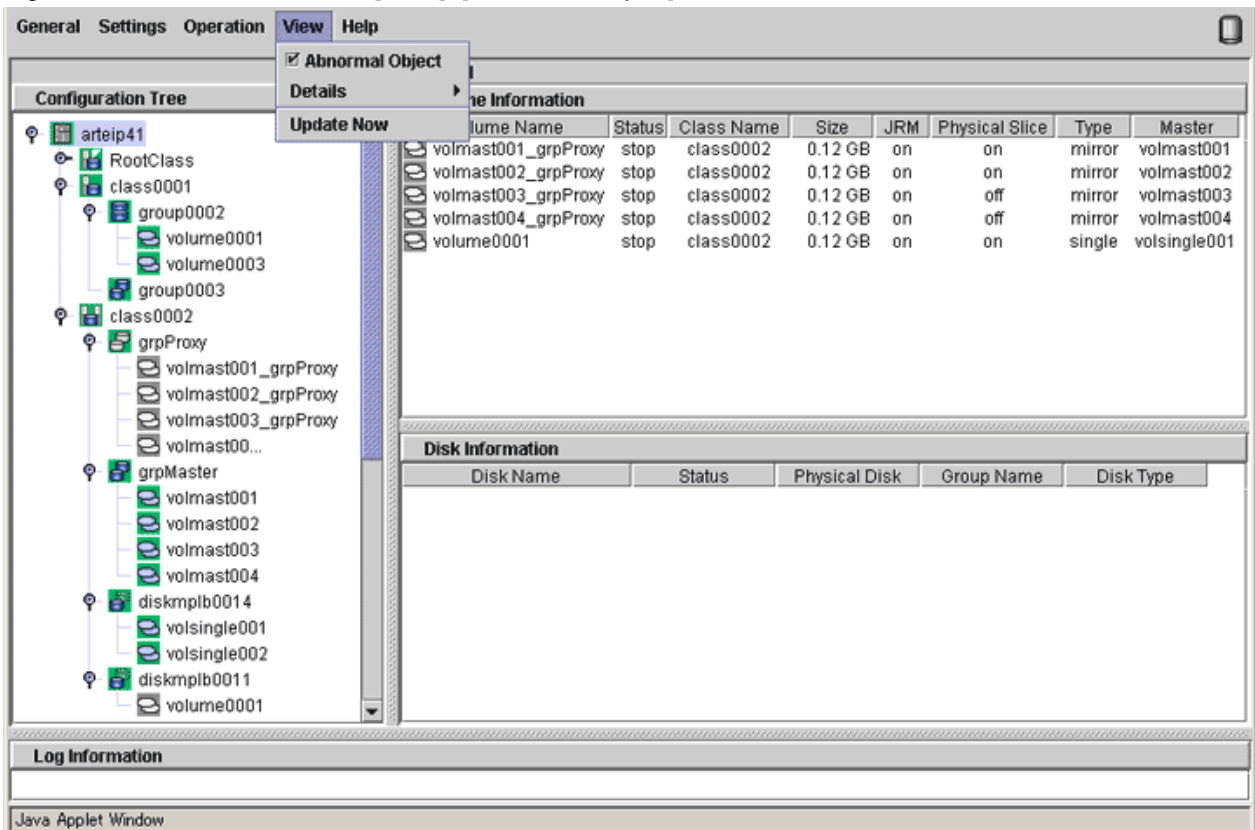 General Settings Operation View Help
Abnormal Object
Details
Update Now
Configuration Tree
arteip41
RootClass
class0001
group0002
volume0001
volume0003
group0003
class0002
grpProxy
volmast001_grpProxy
volmast002_grpProxy
volmast003_grpProxy
volmast00...
grpMaster
volmast001
volmast002
volmast003
volmast004
diskmplb0014
volsingle001
volsingle002
diskmplb0011
volume0001
ne Information
lume Name Status Class Name Size JRM Physical Slice Type Master
volmast001_grpProxy stop class0002 0.12 GB on on mirror volmast001
volmast002_grpProxy stop class0002 0.12 GB on on mirror volmast002
volmast003_grpProxy stop class0002 0.12 GB on off mirror volmast003
volmast004_grpProxy stop class0002 0.12 GB on off mirror volmast004
volume0001 stop class0002 0.12 GB on on single volsingle001
Disk Information
Disk Name Status Physical Disk Group Name Disk Type
Log Information
Java Applet Window